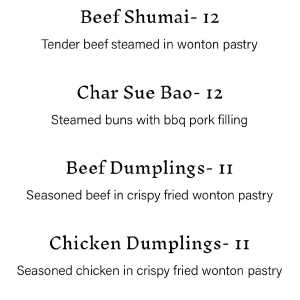 Beef Shumai- 12
Tender beef steamed in wonton pastry
Char Sue Bao- 12
Steamed buns with bbq pork filling
Beef Dumplings- 11
Seasoned beef in crispy fried wonton pastry
Chicken Dumplings- 11
Seasoned chicken in crispy fried wonton pastry